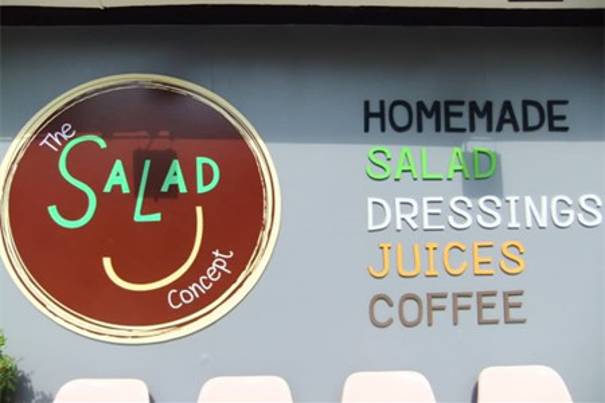 The
SALAD
Concept
HOMEMADE
SALAD
DRESSINGS
JUICES
COFFEE